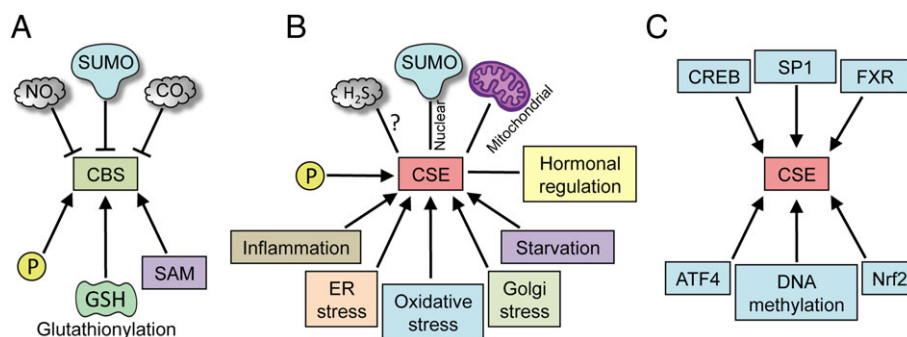 A
SUMO
NO
CO
CBS
P
SAM
GSH
Glutathionylation
B
SUMO
H2S
?
Nuclear
Mitochondrial
P
CSE
Hormonal
regulation
Inflammation
Starvation
ER
stress
Oxidative
stress
Golgi
stress
C
CREB
SP1
FXR
CSE
ATF4
DNA
methylation
Nrf2